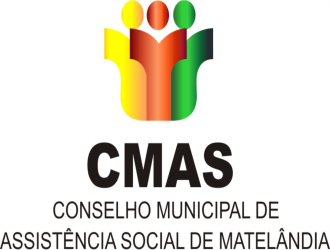 CMAS
CONSELHO MUNICIPAL DE
ASSISTÊNCIA SOCIAL DE MATELÂNDIA